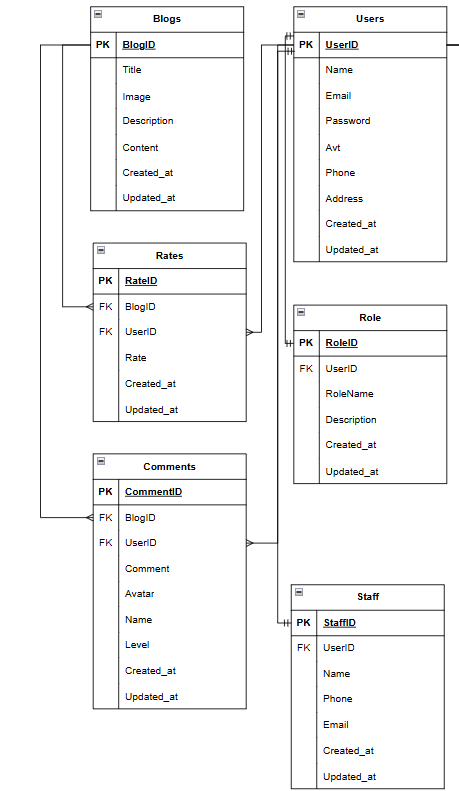 Blogs
PK BlogID
Title
Image
Description
Content
Created_at
Updated_at
Users
PK UserID
Name
Email
Password
Avt
Phone
Address
Created_at
Updated_at
Rates
PK RateID
FK BlogID
FK UserID
Rate
Created_at
Updated_at
Role
PK RoleID
FK UserID
RoleName
Description
Created_at
Updated_at
Comments
PK CommentID
FK BlogID
FK UserID
Comment
Avatar
Name
Level
Created_at
Updated_at
Staff
PK StaffID
FK UserID
Name
Phone
Email
Created_at
Updated_at